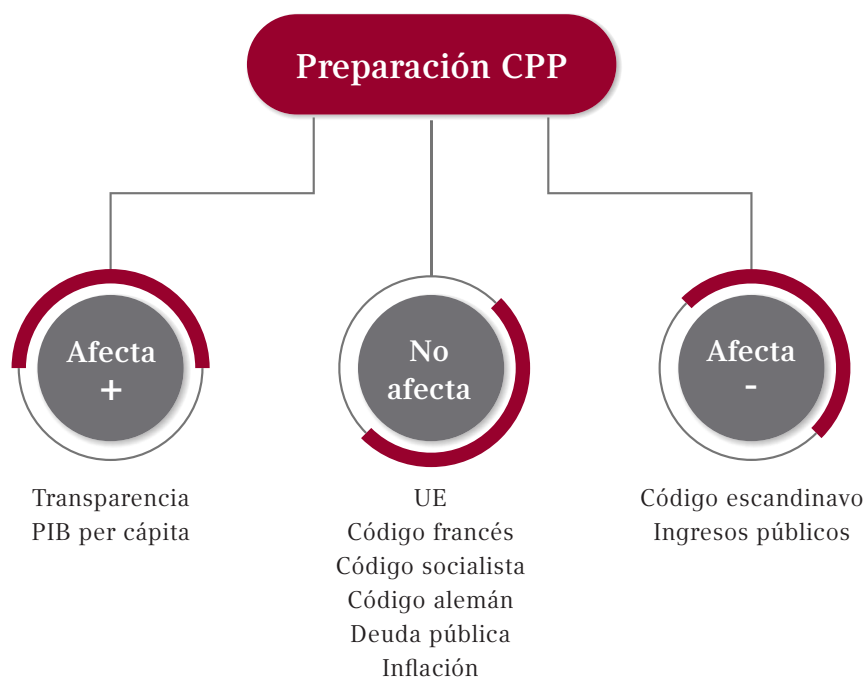 Preparación CPP
Afecta
+
Transparencia
PIB per cápita
No
afecta
UE
Código francés
Código socialista
Código alemán
Deuda pública
Inflación
Afecta
-
Código escandinavo
Ingresos públicos